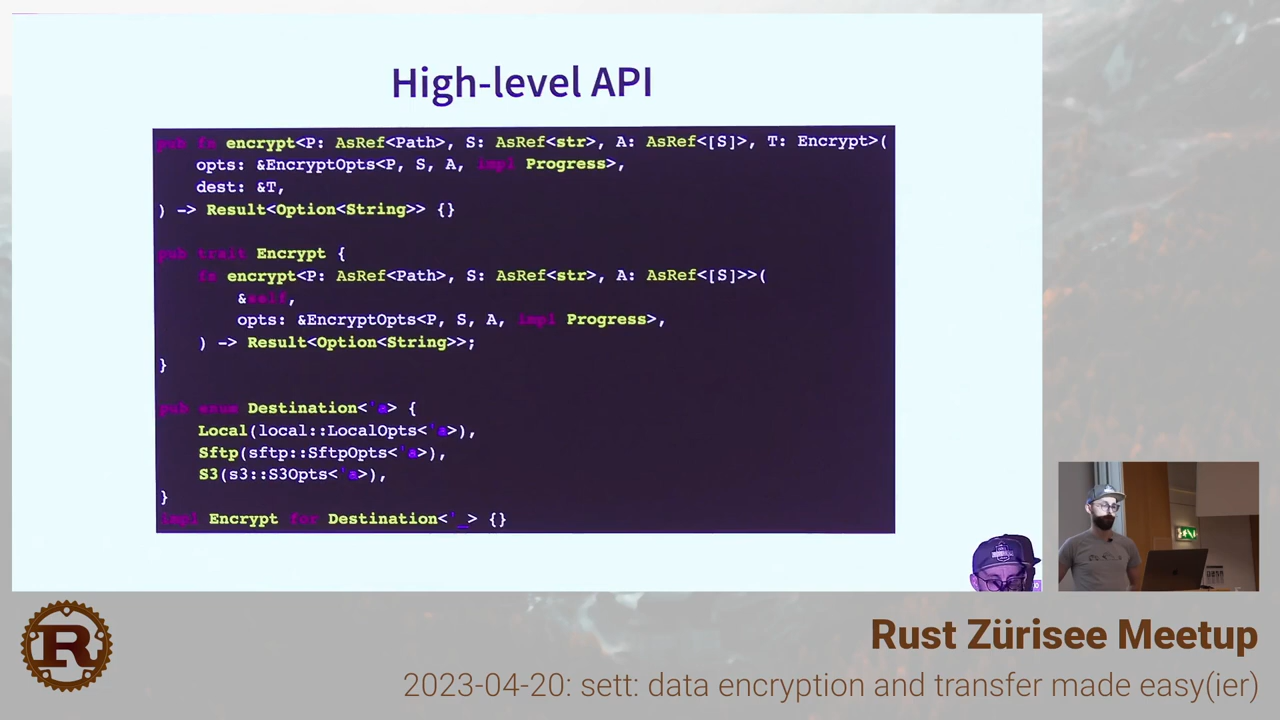 High-level API
pub fn encrypt<P: AsRef<Path>, S: AsRef<str>, A: AsRef<[S]>, T: Encrypt>(
    opts: &EncryptOpts<P, S, A, impl Progress>,
    dest: &T,
) -> Result<Option<String>> {}
pub trait Encrypt {
    fn encrypt<P: AsRef<Path>, S: AsRef<str>, A: AsRef<[S]>>(
        &self,
        opts: &EncryptOpts<P, S, A, impl Progress>,
    ) -> Result<Option<String>>;
}
pub enum Destination<'a> {
    Local(local::LocalOpts<'a>),
    Sftp(sftp::SftpOpts<'a>),
    S3(s3::S3Opts<'a>),
}
impl Encrypt for Destination<'_> {}
R
Rust Zürisee Meetup
2023-04-20: sett: data encryption and transfer made easy(ier)